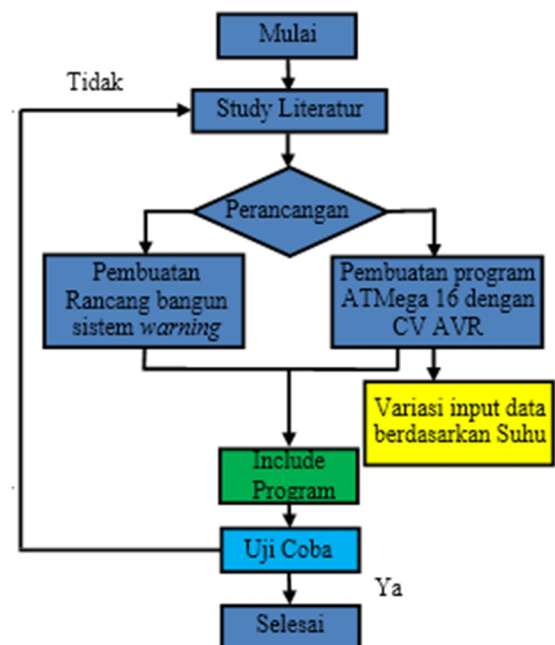 Mulai
Tidak
Study Literatur
Perancangan
Pembuatan
Rancang bangun
sistem warning
Pembuatan program
ATMega 16 dengan
CV AVR
Variasi input data
berdasarkan Suhu
Include
Program
Uji Coba
Ya
Selesai